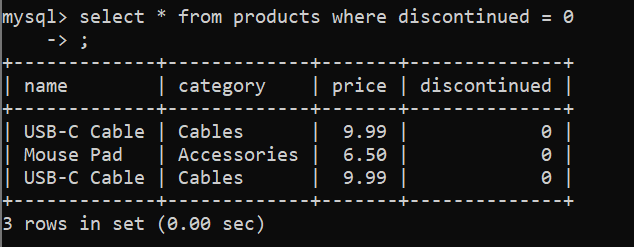 mysql> select * from products where discontinued = 0
    -> ;
+-------------+-------------+-------+--------------+
| name        | category    | price | discontinued |
+-------------+-------------+-------+--------------+
| USB-C Cable | Cables      |  9.99 |            0 |
| Mouse Pad   | Accessories |  6.50 |            0 |
| USB-C Cable | Cables      |  9.99 |            0 |
+-------------+-------------+-------+--------------+
3 rows in set (0.00 sec)